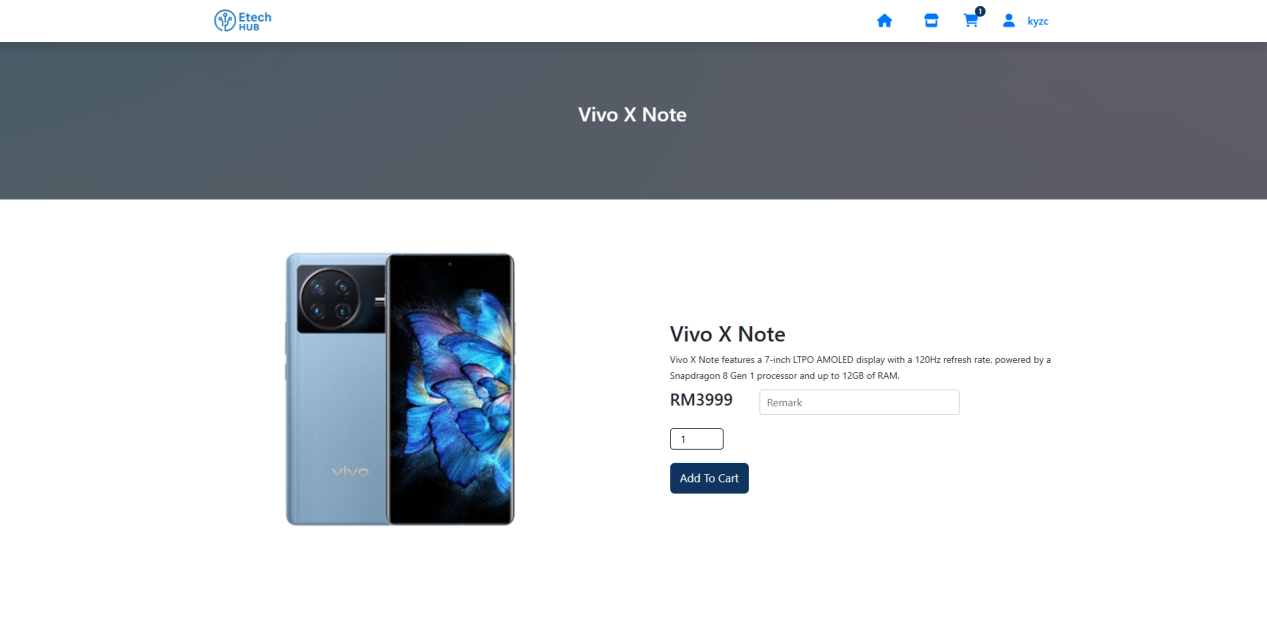 Etech
HUB
1
kyzc
Vivo X Note
vivo
Vivo X Note
Vivo X Note features a 7-inch LTPO AMOLED display with a 120Hz refresh rate, powered by a
Snapdragon 8 Gen 1 processor and up to 12GB of RAM.
RM3999
Remark
1
Add To Cart